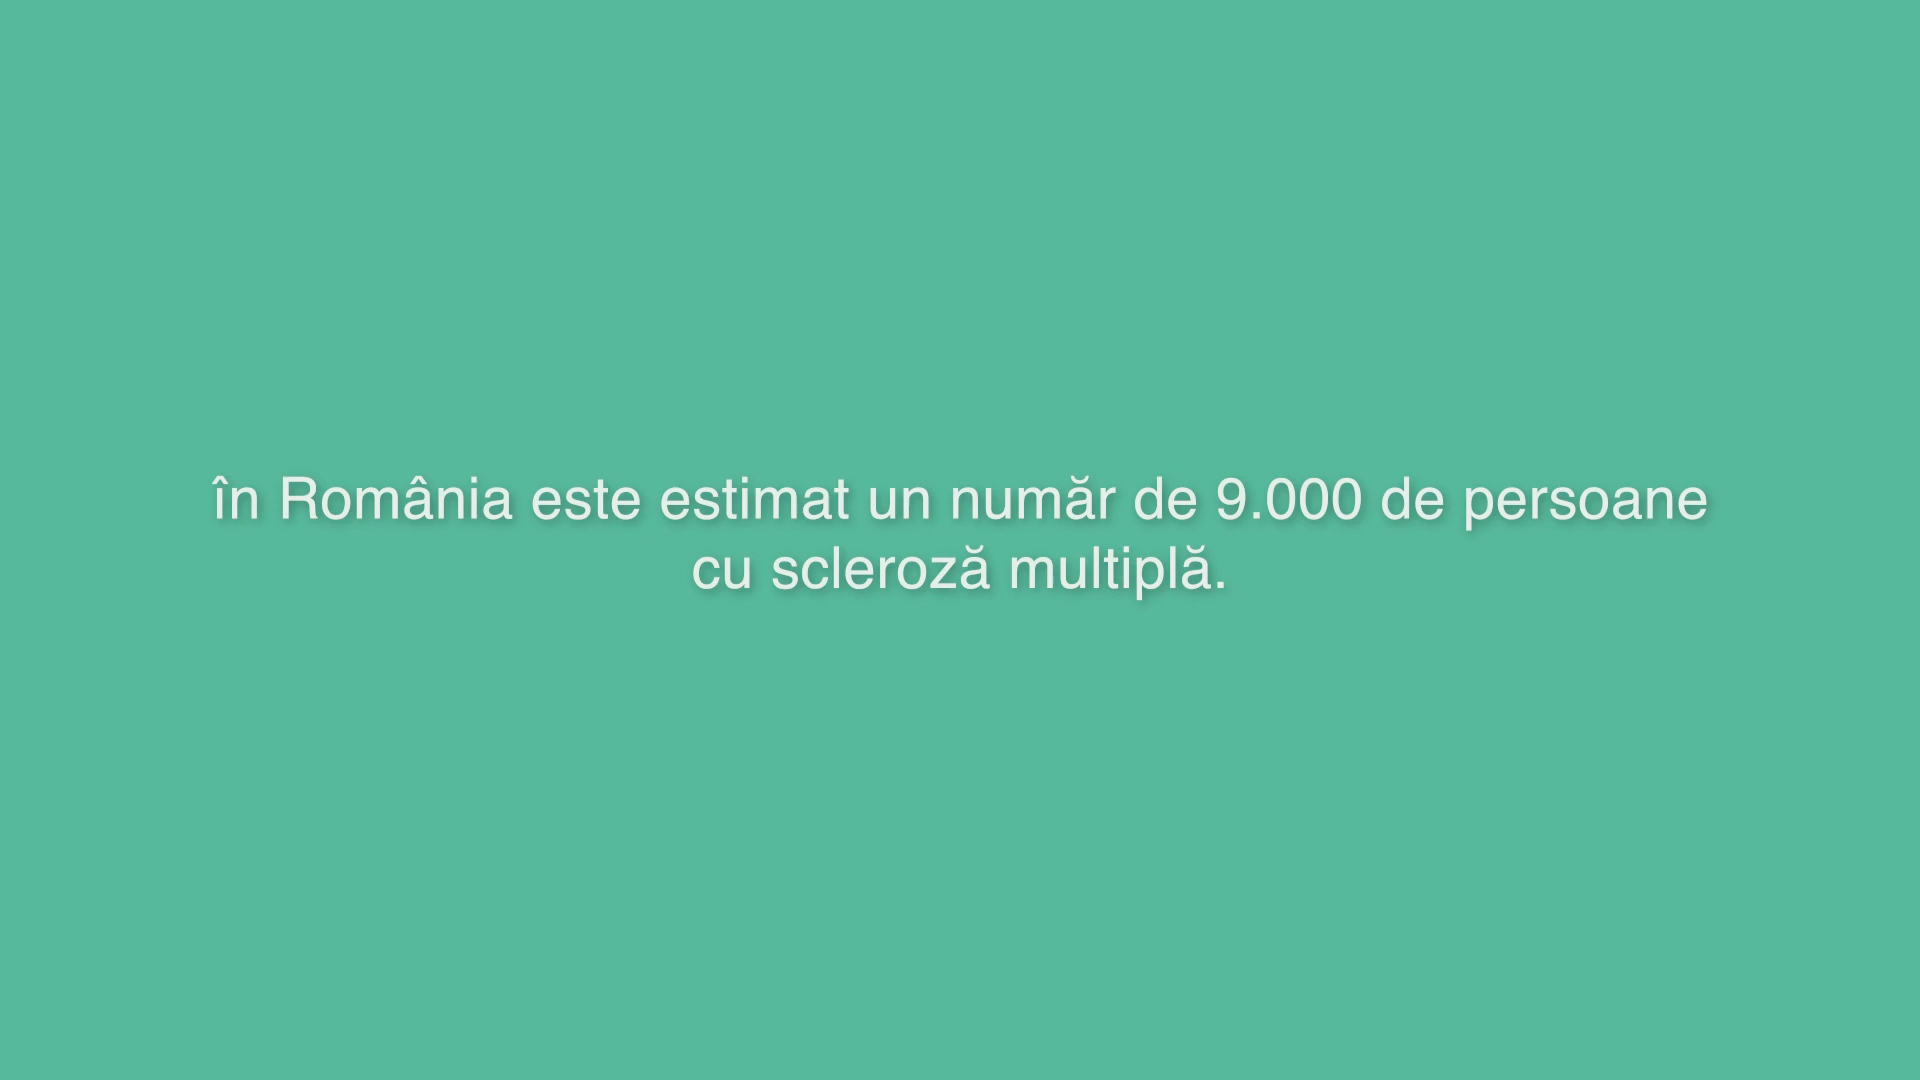 în România este estimat un număr de 9.000 de persoane
cu scleroză multiplă.